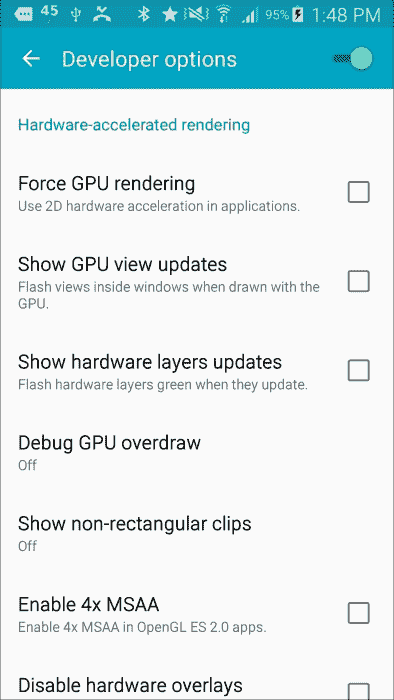 45 95% 1:48 PM
Developer options
Hardware-accelerated rendering
Force GPU rendering
Use 2D hardware acceleration in applications.
Show GPU view updates
Flash views inside windows when drawn with the
GPU.
Show hardware layers updates
Flash hardware layers green when they update.
Debug GPU overdraw
Off
Show non-rectangular clips
Off
Enable 4x MSAA
Enable 4x MSAA in OpenGL ES 2.0 apps.
Disable hardware overlays